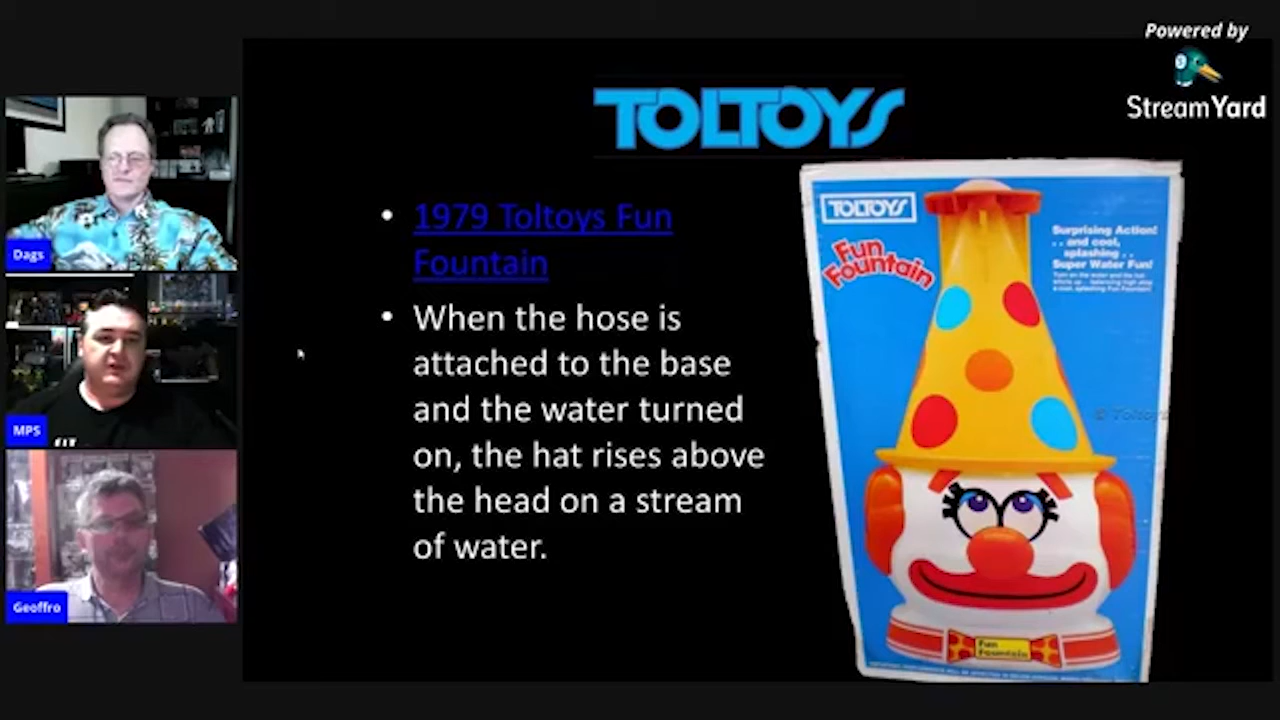 Powered by
StreamYard
TOLTOYS
Dags
MPS
Geoffro
• 1979 Toltoys Fun
Fountain
• When the hose is
attached to the base
and the water turned
on, the hat rises above
the head on a stream
of water.
TOLTOYS
Fun
Fountain
Surprising Action!
. . and cool,
splashing . .
Super Water Fun!
© Toltoys
Fun
Fountain